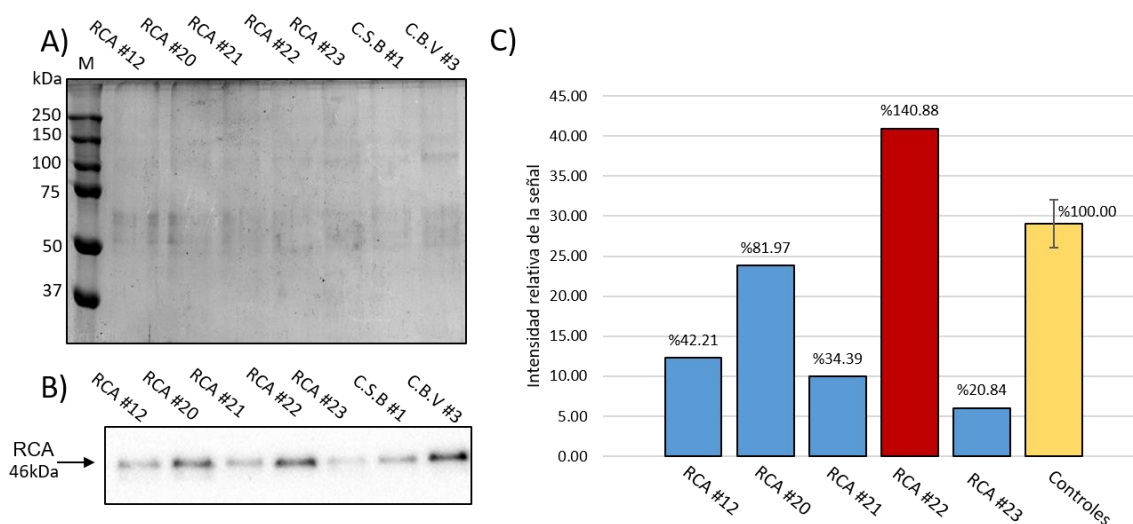 A)
RCA #12
RCA #20
RCA #21
RCA #22
RCA #23
C.S.B #1
C.B.V #3
M
kDa
250
150
100
75
50
37
B)
RCA #12
RCA #20
RCA #21
RCA #22
RCA #23
C.S.B #1
C.B.V #3
RCA
46kDa
C)
Intensidad relativa de la señal
45.00
40.00
35.00
30.00
25.00
20.00
15.00
10.00
5.00
0.00
%42.21
%81.97
%34.39
%140.88
%20.84
%100.00
RCA #12
RCA #20
RCA #21
RCA #22
RCA #23
Controles